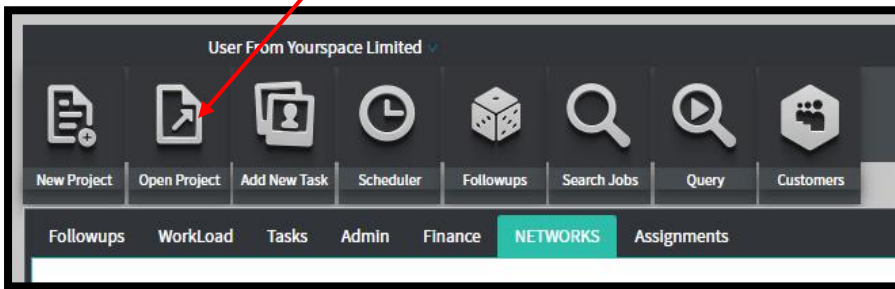 User From Yourspace Limited
New Project Open Project Add New Task Scheduler Followups Search Jobs Query Customers
Followups WorkLoad Tasks Admin Finance NETWORKS Assignments